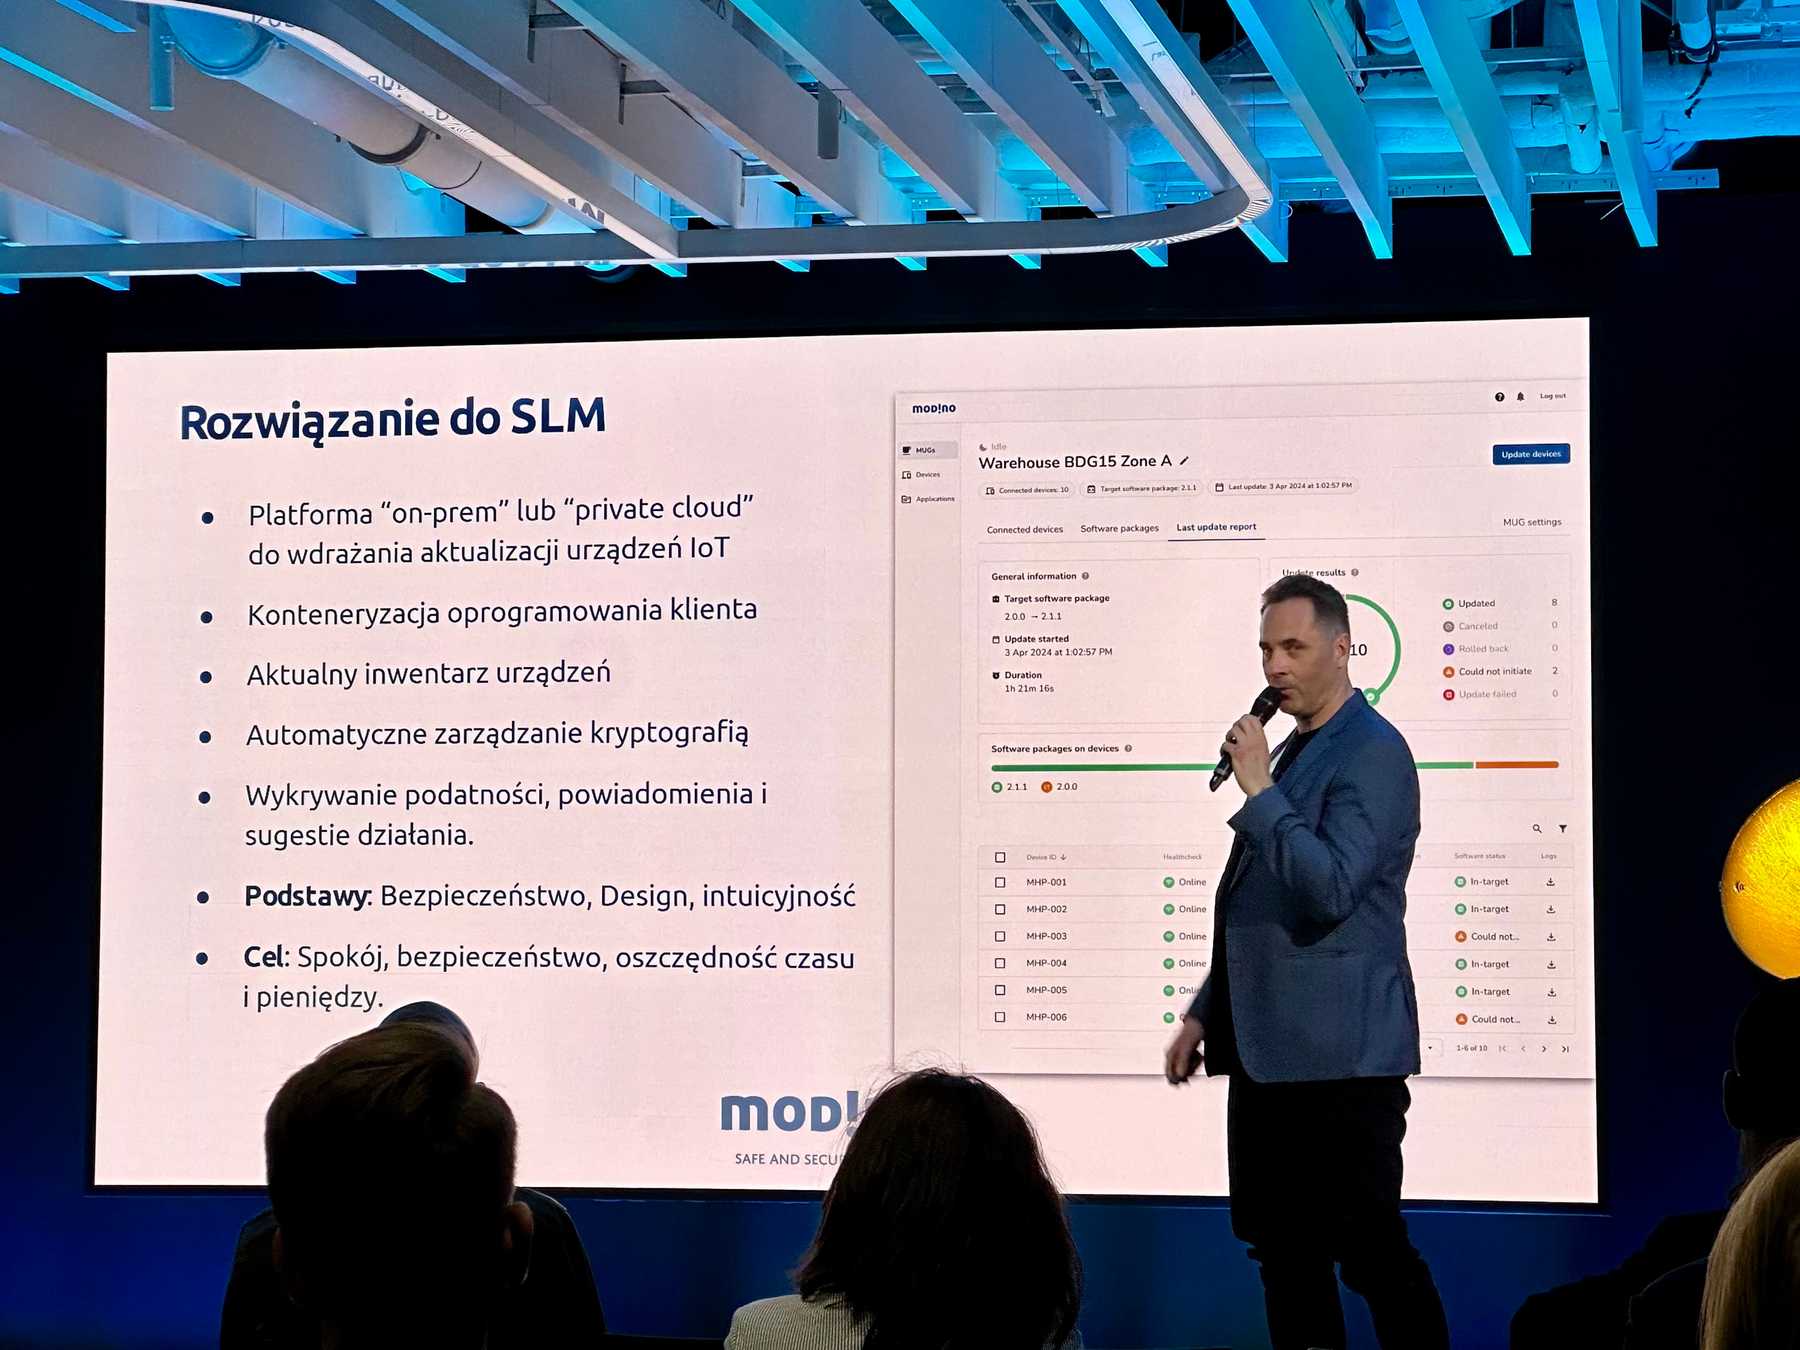 Rozwiązanie do SLM
● Platforma “on-prem” lub “private cloud”
do wdrażania aktualizacji urządzeń IoT
● Konteneryzacja oprogramowania klienta
● Aktualny inwentarz urządzeń
● Automatyczne zarządzanie kryptografią
● Wykrywanie podatności, powiadomienia i
sugestie działania.
● Podstawy: Bezpieczeństwo, Design, intuicyjność
● Cel: Spokój, bezpieczeństwo, oszczędność czasu
i pieniędzy.
MOD!
SAFE AND
MOD!NO
Log out
MUGs
Devices
Applications
Idle
Warehouse BDG15 Zone A
Update devices
Connected devices: 10
Target software package: 2.1.1
Last update: 3 Apr 2024 at 1:02:57 PM
Connected devices
Software packages
Last update report
MUG settings
General information
Target software package
2.0.0 → 2.1.1
Update started
3 Apr 2024 at 1:02:57 PM
Duration
1h 21m 16s
Update results
10
Updated 8
Canceled 0
Rolled back 0
Could not initiate 2
Update failed 0
Software packages on devices
2.1.1 2.0.0
Device ID ↓ Healthcheck Software status Logs
MHP-001 Online In-target
MHP-002 Online In-target
MHP-003 Online Could not...
MHP-004 Online In-target
MHP-005 In-target
MHP-006 Could not...
1-6 of 10